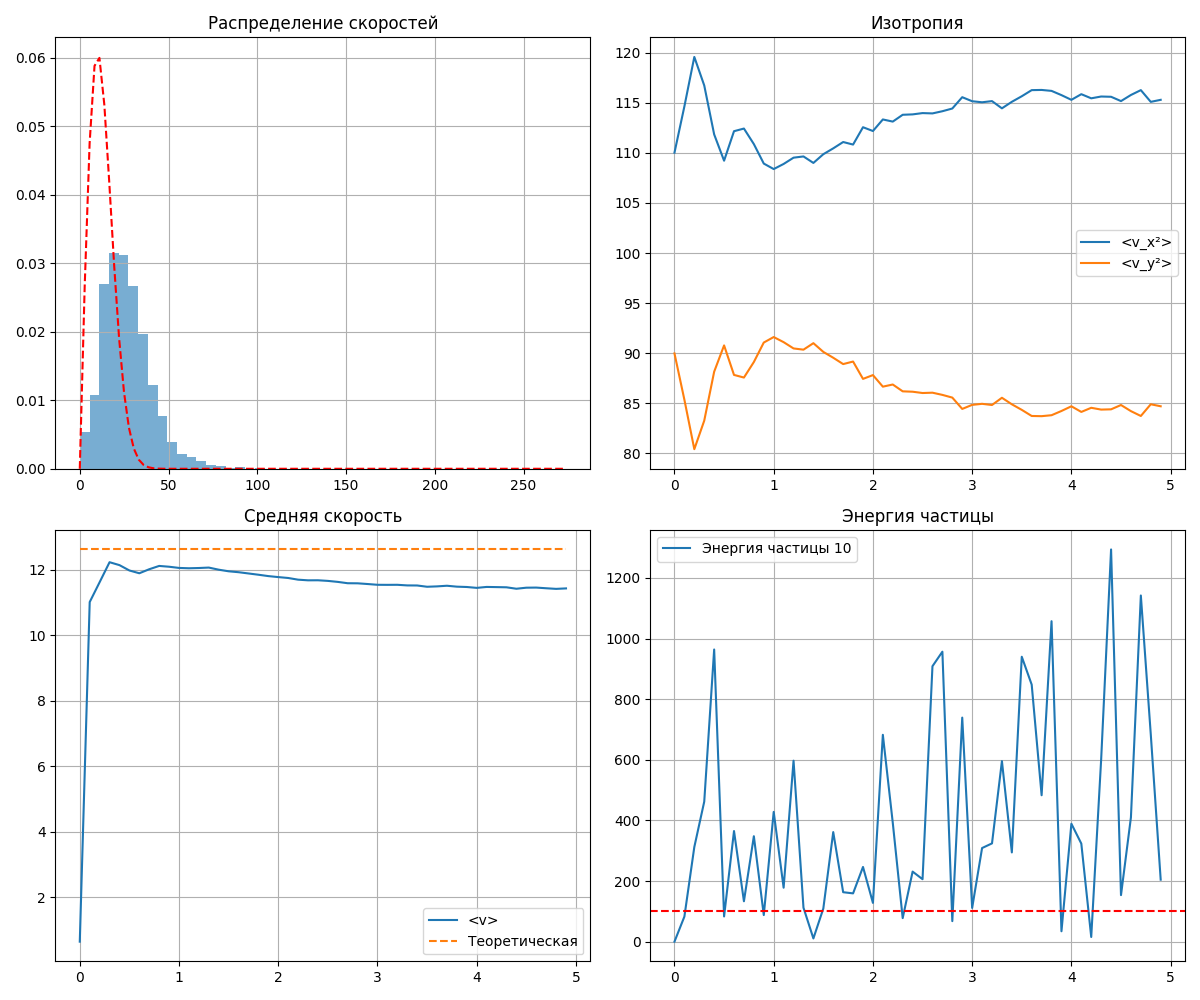 Распределение скоростей
0.06
0.05
0.04
0.03
0.02
0.01
0.00
0 50 100 150 200 250
Изотропия
120
115
110
105
100
95
90
85
80
<v_x²>
<v_y²>
0 1 2 3 4 5
Средняя скорость
12
10
8
6
4
2
<v>
Теоретическая
0 1 2 3 4 5
Энергия частицы
Энергия частицы 10
1200
1000
800
600
400
200
0
0 1 2 3 4 5